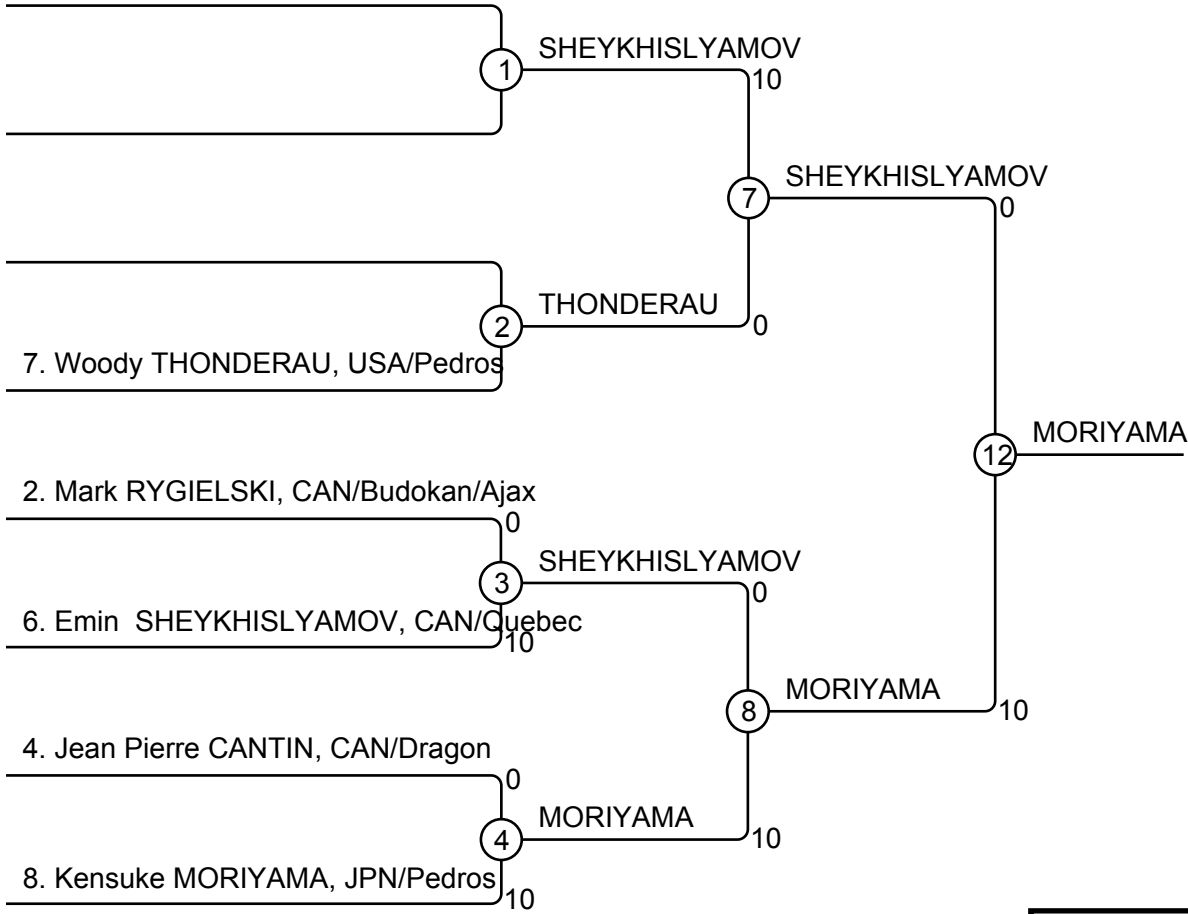 SHEYKHISLYAMOV
1
10
SHEYKHISLYAMOV
7
0
THONDERAU
2
0
7. Woody THONDERAU, USA/Pedros
MORIYAMA
12
2. Mark RYGIELSKI, CAN/Budokan/Ajax
0
SHEYKHISLYAMOV
3
0
6. Emin  SHEYKHISLYAMOV, CAN/Quebec
10
MORIYAMA
8
10
4. Jean Pierre CANTIN, CAN/Dragon
0
MORIYAMA
4
10
8. Kensuke MORIYAMA, JPN/Pedros
10